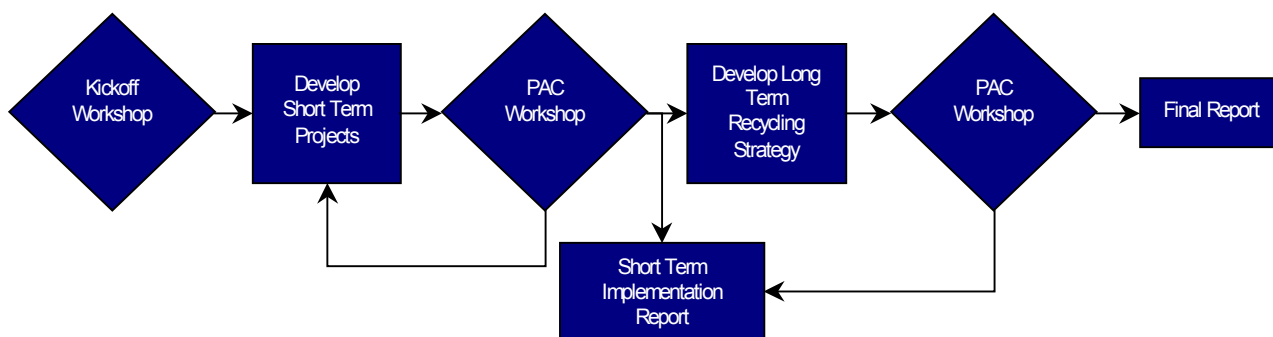 Kickoff
Workshop
Develop
Short Term
Projects
PAC
Workshop
Develop Long
Term
Recycling
Strategy
PAC
Workshop
Final Report
Short Term
Implementation
Report